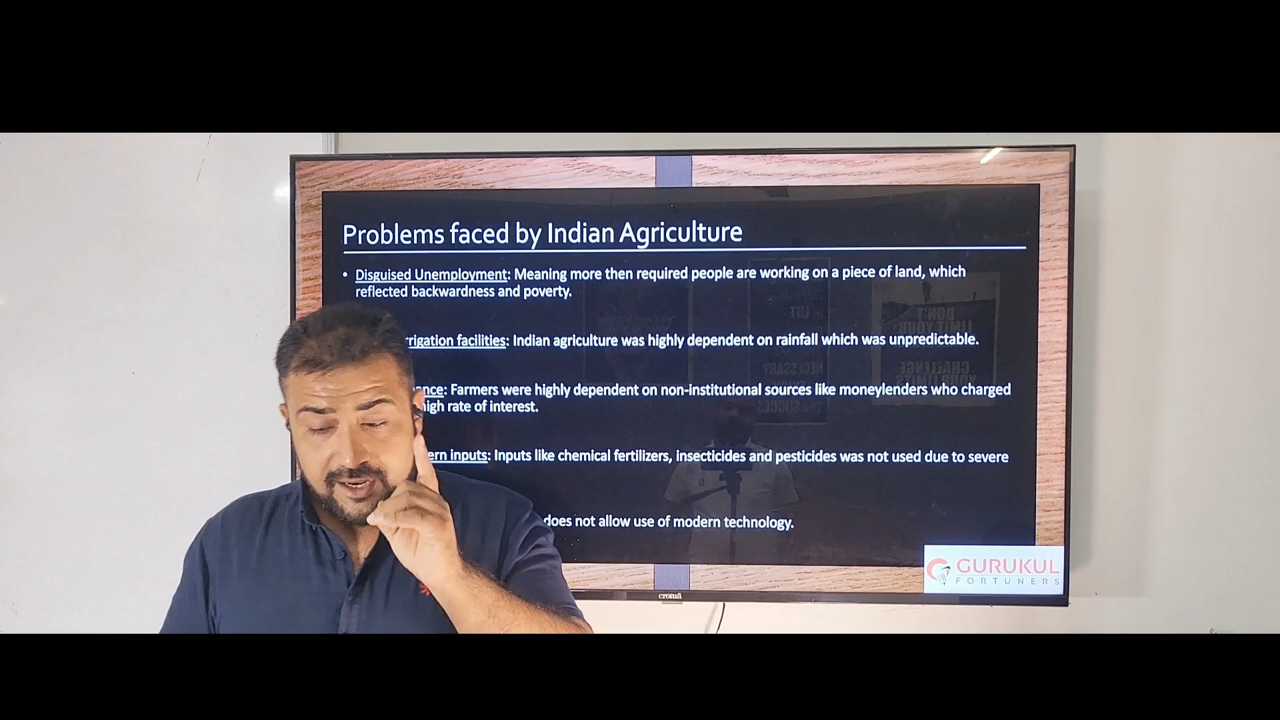 Problems faced by Indian Agriculture
• Disguised Unemployment: Meaning more then required people are working on a piece of land, which
reflected backwardness and poverty.
rrigation facilities: Indian agriculture was highly dependent on rainfall which was unpredictable.
nce: Farmers were highly dependent on non-institutional sources like moneylenders who charged
high rate of interest.
ern inputs: Inputs like chemical fertilizers, insecticides and pesticides was not used due to severe
does not allow use of modern technology.
GURUKUL
FORTUNERS
croma